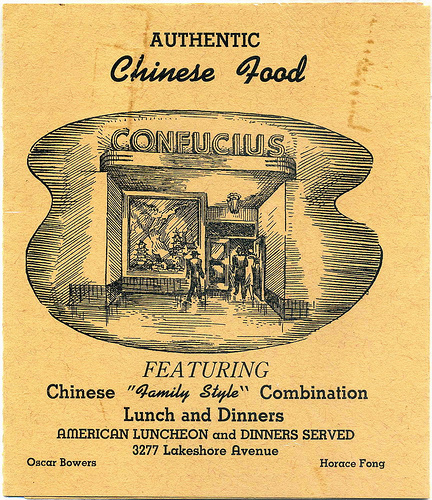 AUTHENTIC
Chinese Food
CONFUCIUS
FEATURING
Chinese "Family Style" Combination
Lunch and Dinners
AMERICAN LUNCHEON and DINNERS SERVED
3277 Lakeshore Avenue
Oscar Bowers Horace Fong